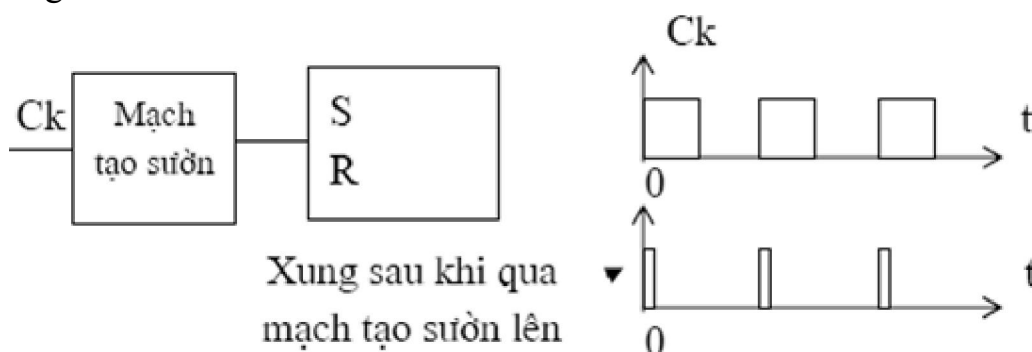 Ck
Mạch
tạo sườn
S
R
Ck
t
0
Xung sau khi qua
mạch tạo sườn lên
t
0